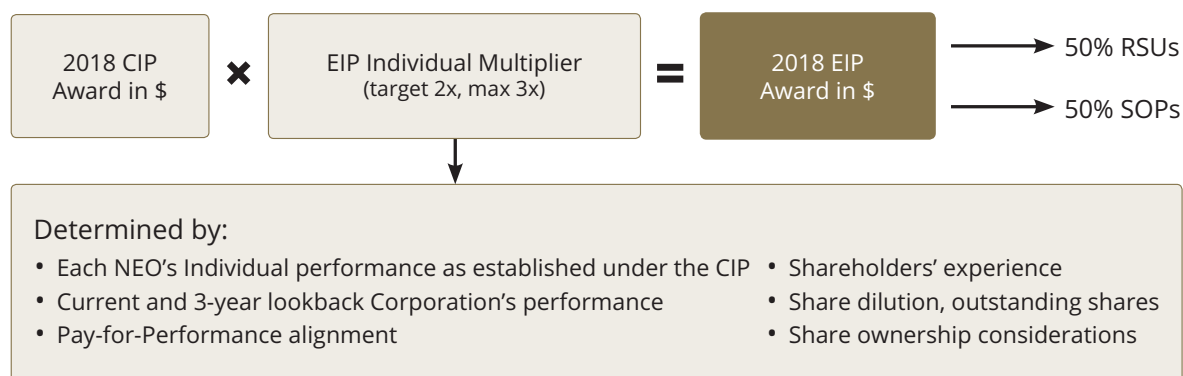 2018 CIP
Award in $
×
EIP Individual Multiplier
(target 2x, max 3x)
=
2018 EIP
Award in $
50% RSUs
50% SOPs
Determined by:
• Each NEO’s Individual performance as established under the CIP
• Current and 3-year lookback Corporation’s performance
• Pay-for-Performance alignment
• Shareholders’ experience
• Share dilution, outstanding shares
• Share ownership considerations